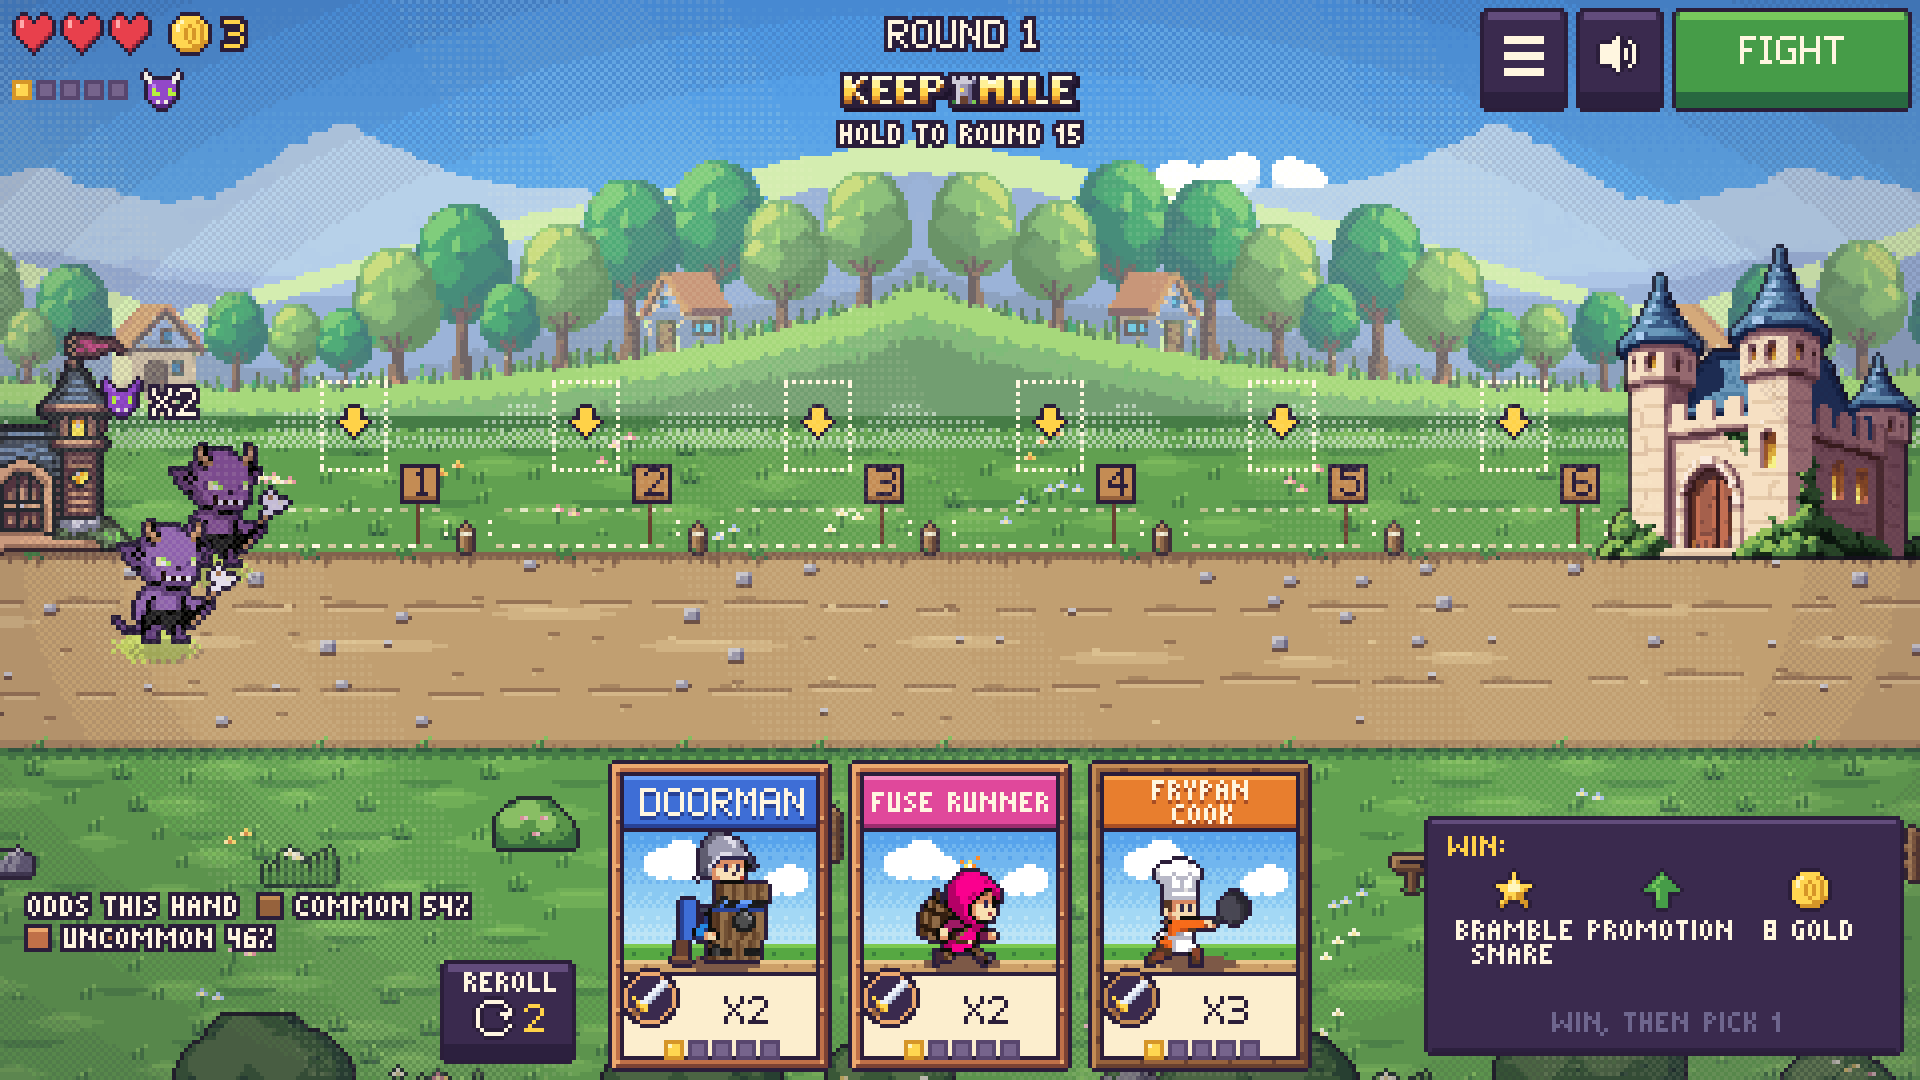 3
ROUND 1
KEEP MILE
HOLD TO ROUND 15
FIGHT
X2
1
2
3
4
5
6
ODDS THIS HAND COMMON 54%
UNCOMMON 46%
REROLL
2
DOORMAN
X2
FUSE RUNNER
X2
FRYPAN
COOK
X3
WIN:
BRAMBLE
SNARE
PROMOTION
8 GOLD
WIN, THEN PICK 1